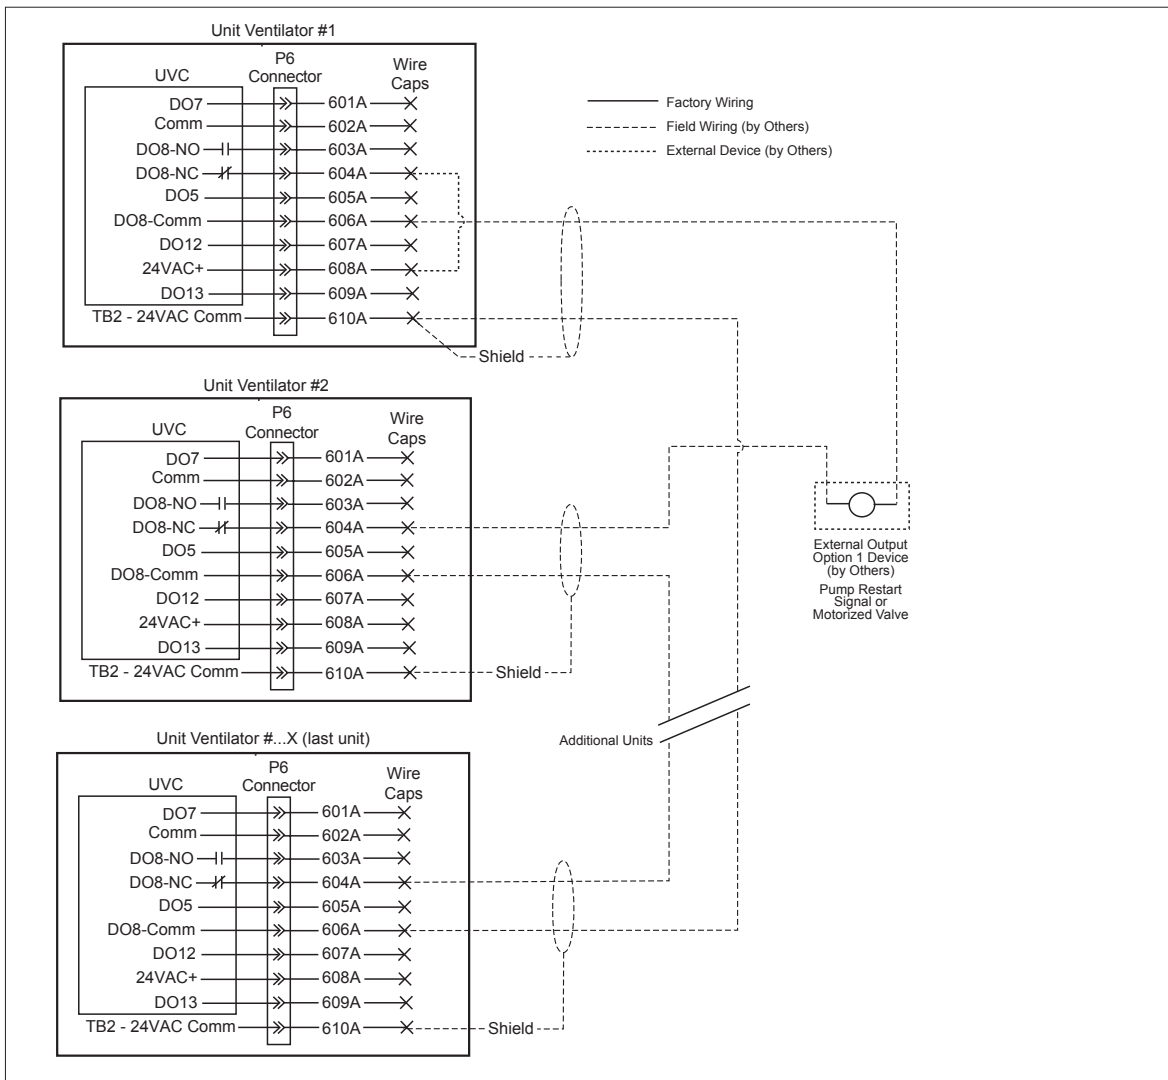 Unit Ventilator #1
P6
Connector
Wire
Caps
UVC
DO7
601A
Comm
602A
DO8-NO
603A
DO8-NC
604A
DO5
605A
DO8-Comm
606A
DO12
607A
24VAC+
608A
DO13
609A
TB2 - 24VAC Comm
610A
Shield
Factory Wiring
Field Wiring (by Others)
External Device (by Others)
Unit Ventilator #2
P6
Connector
Wire
Caps
UVC
DO7
601A
Comm
602A
DO8-NO
603A
DO8-NC
604A
DO5
605A
DO8-Comm
606A
DO12
607A
24VAC+
608A
DO13
609A
TB2 - 24VAC Comm
610A
Shield
External Output
Option 1 Device
(by Others)
Pump Restart
Signal or
Motorized Valve
Additional Units
Unit Ventilator #...X (last unit)
P6
Connector
Wire
Caps
UVC
DO7
601A
Comm
602A
DO8-NO
603A
DO8-NC
604A
DO5
605A
DO8-Comm
606A
DO12
607A
24VAC+
608A
DO13
609A
TB2 - 24VAC Comm
610A
Shield